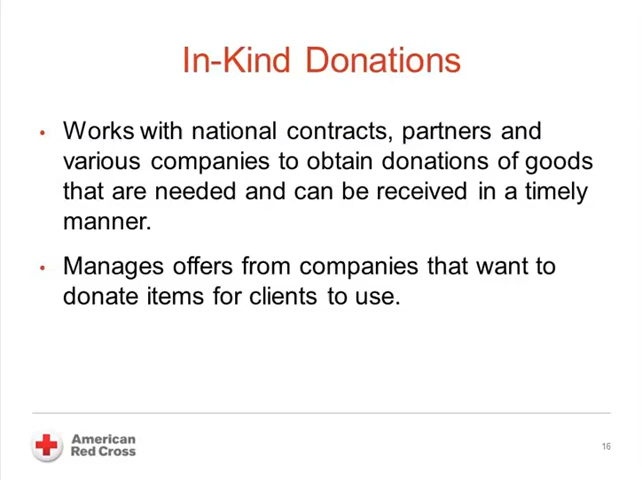 In-Kind Donations
• Works with national contracts, partners and
various companies to obtain donations of goods
that are needed and can be received in a timely
manner.
• Manages offers from companies that want to
donate items for clients to use.
American
Red Cross
16